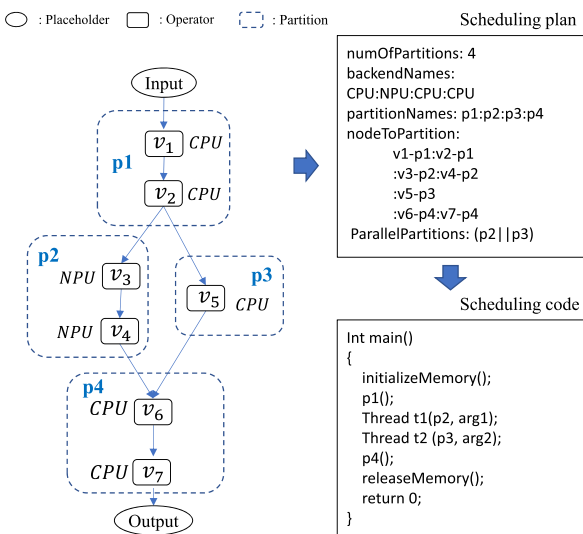 : Placeholder : Operator : Partition
Scheduling plan
Input
v1 CPU
p1
v2 CPU
p2
NPU v3
NPU v4
p3
v5 CPU
p4
CPU v6
CPU v7
Output
numOfPartitions: 4
backendNames:
CPU:NPU:CPU:CPU
partitionNames: p1:p2:p3:p4
nodeToPartition:
v1-p1:v2-p1
:v3-p2:v4-p2
:v5-p3
:v6-p4:v7-p4
ParallelPartitions: (p2||p3)
Scheduling code
Int main()
{
initializeMemory();
p1();
Thread t1(p2, arg1);
Thread t2 (p3, arg2);
p4();
releaseMemory();
return 0;
}